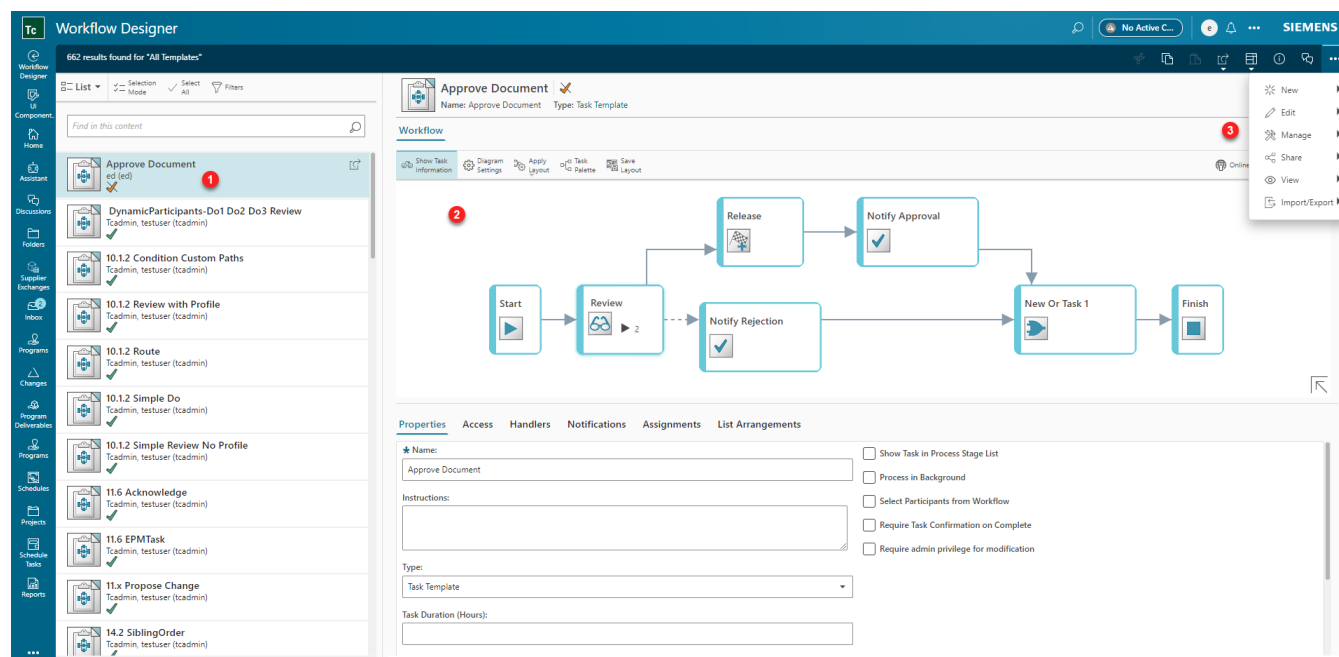 Tc
Workflow Designer
No Active C...
e
SIEMENS
662 results found for "All Templates"
Workflow
Designer
UI
Component.
Home
Assistant
Discussions
Folders
Supplier
Exchanges
2
Inbox
Programs
Changes
Program
Deliverables
Programs
Schedules
Projects
Schedule
Tasks
Reports
List
Selection
Mode
Select
All
Filters
Find in this content
Approve Document
ed (ed)
1
DynamicParticipants-Do1 Do2 Do3 Review
Tcadmin, testuser (tcadmin)
10.1.2 Condition Custom Paths
Tcadmin, testuser (tcadmin)
10.1.2 Review with Profile
Tcadmin, testuser (tcadmin)
10.1.2 Route
Tcadmin, testuser (tcadmin)
10.1.2 Simple Do
Tcadmin, testuser (tcadmin)
10.1.2 Simple Review No Profile
Tcadmin, testuser (tcadmin)
11.6 Acknowledge
Tcadmin, testuser (tcadmin)
11.6 EPMTask
Tcadmin, testuser (tcadmin)
11.x Propose Change
Tcadmin, testuser (tcadmin)
14.2 SiblingOrder
Tcadmin, testuser (tcadmin)
Approve Document
Name: Approve Document Type: Task Template
Workflow
Show Task
Information
Diagram
Settings
Apply
Layout
Task
Palette
Save
Layout
Online
3
New
Edit
Manage
Share
View
Import/Export
2
Release
Notify Approval
Start
Review
2
Notify Rejection
New Or Task 1
Finish
Properties Access Handlers Notifications Assignments List Arrangements
* Name:
Approve Document
Instructions:
Type:
Task Template
Task Duration (Hours):
Show Task in Process Stage List
Process in Background
Select Participants from Workflow
Require Task Confirmation on Complete
Require admin privilege for modification